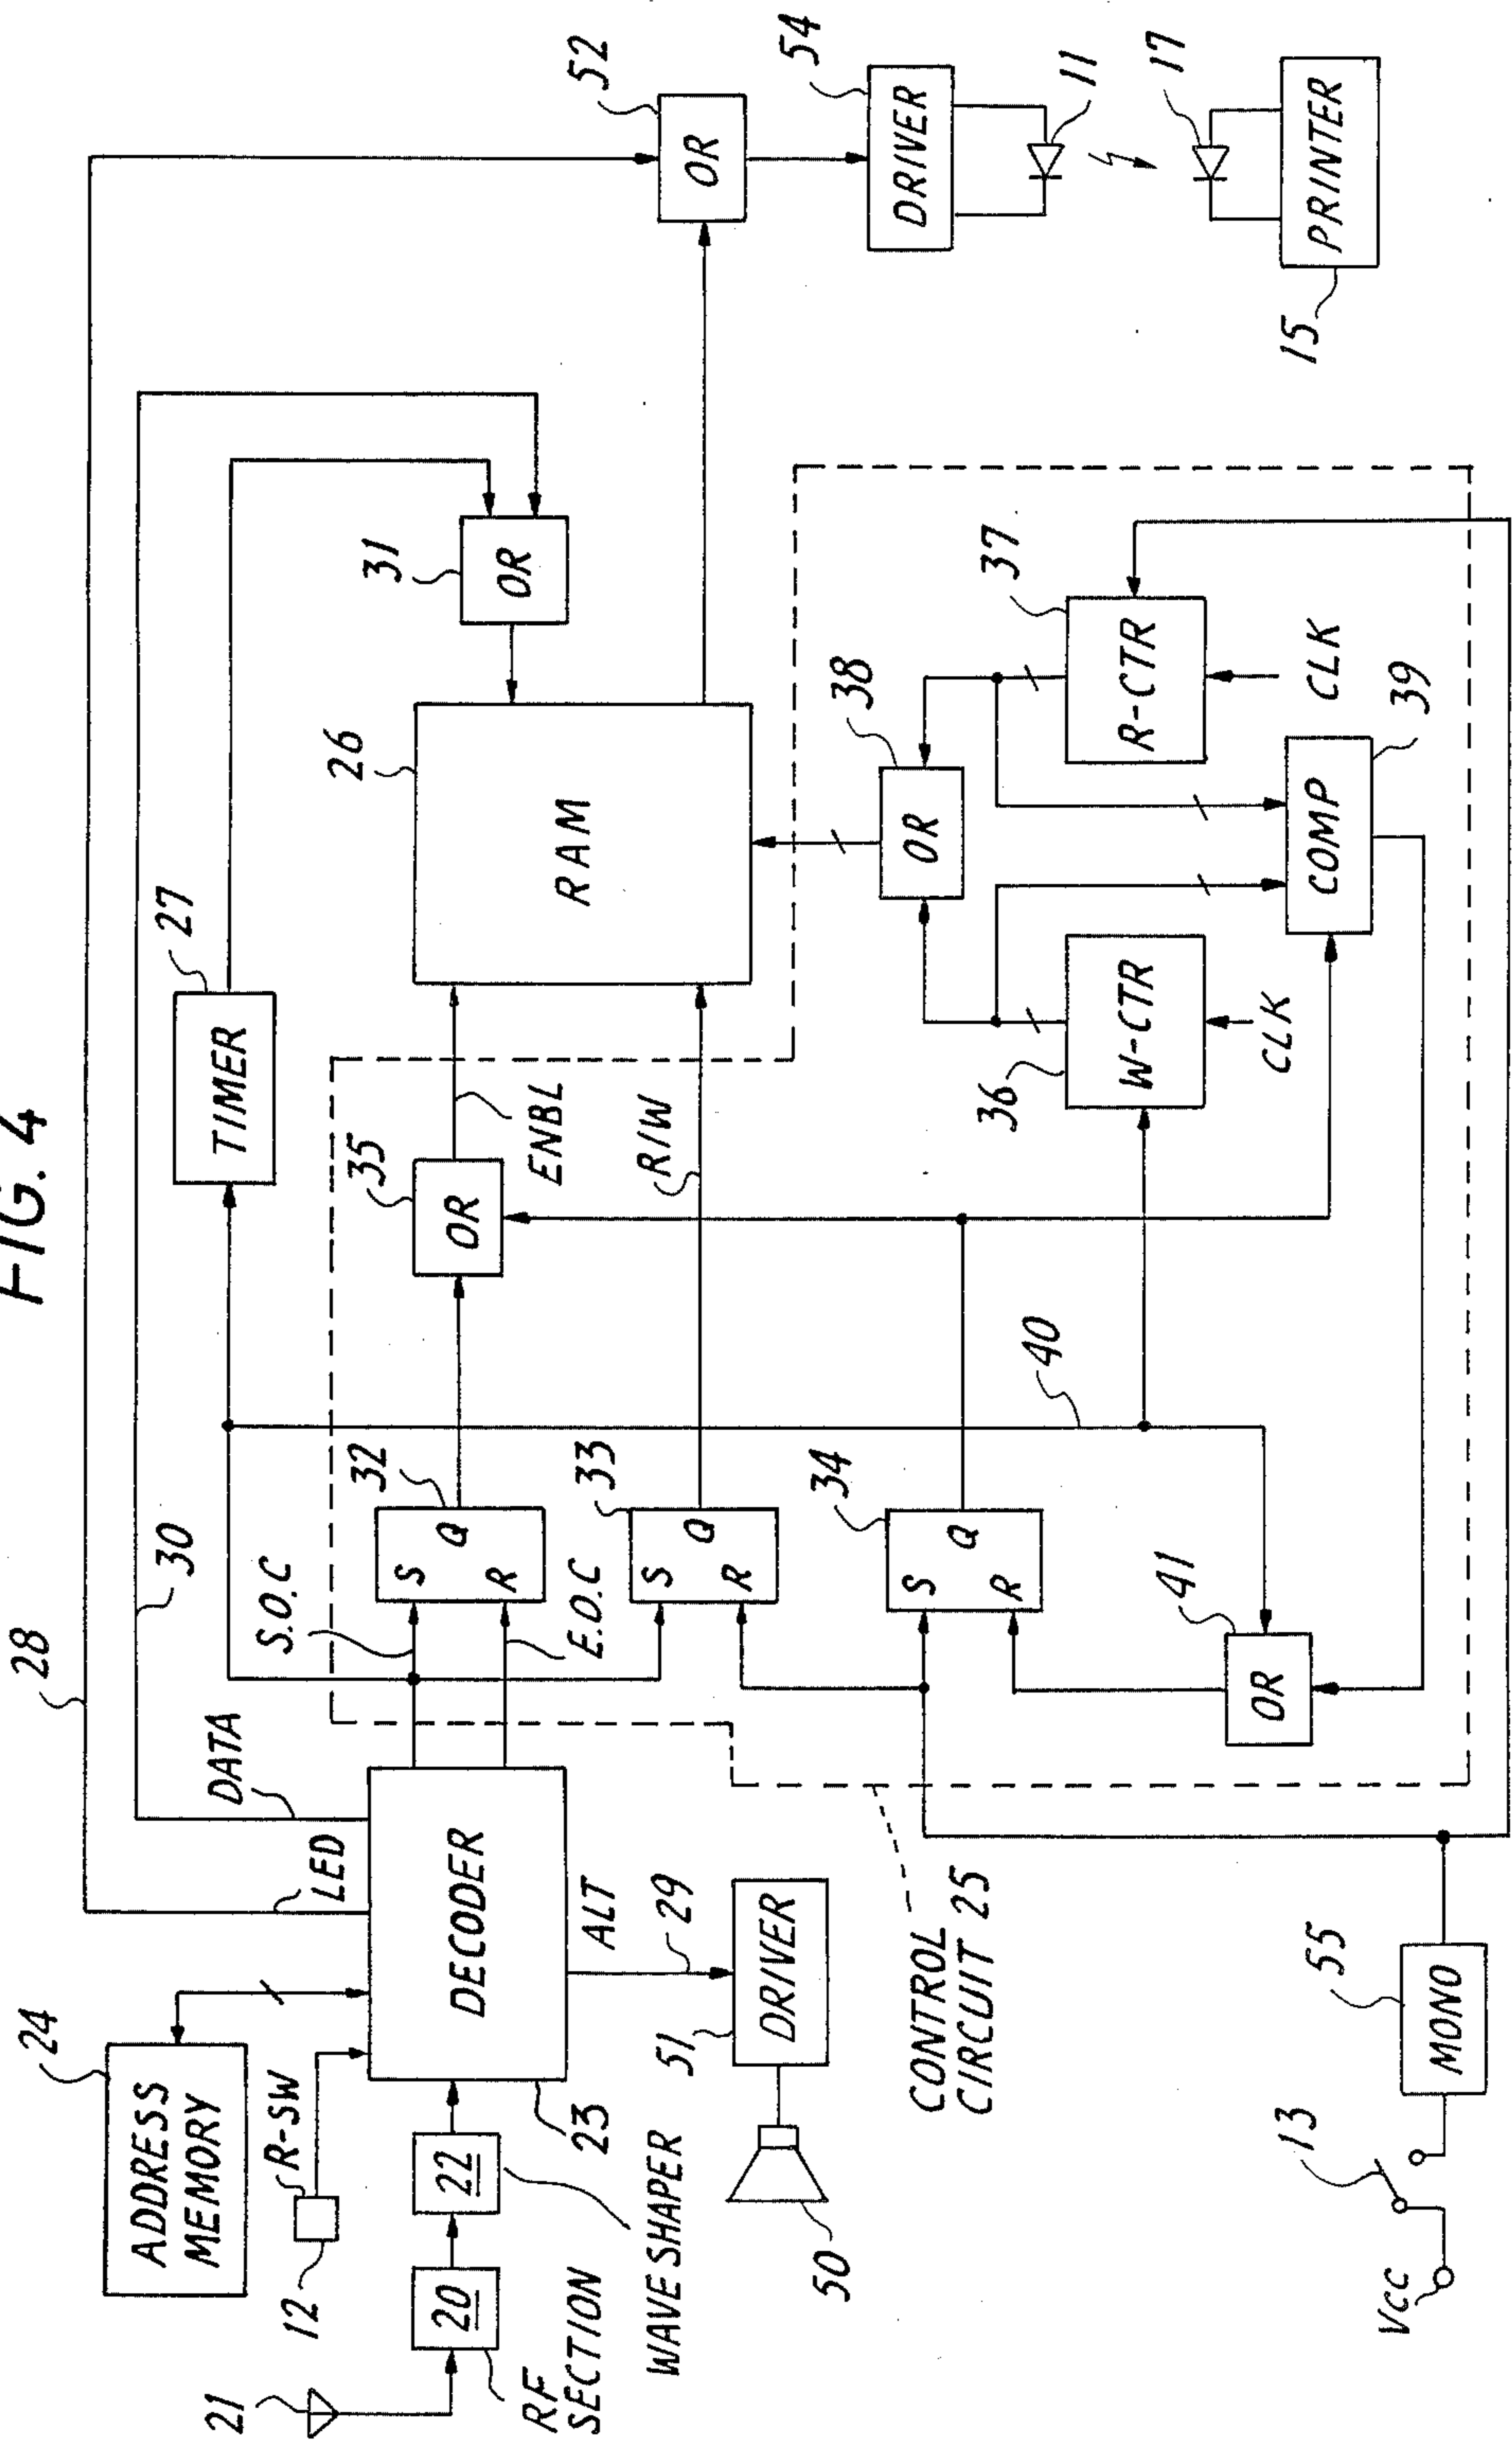 FIG. 4
28
30
24
ADDRESS
MEMORY
LED
DATA
27
TIMER
52
OR
R-SW
12
S.O.C
32
S Q
R
35
OR
ENBL
26
RAM
31
OR
21
20
22
DECODER
23
E.O.C
33
S Q
R
R/W
54
DRIVER
11
RF
SECTION
WAVE SHAPER
ALT
29
51
DRIVER
50
34
S Q
R
40
38
OR
37
R-CTR
CLK
36
W-CTR
CLK
17
PRINTER
15
CONTROL
CIRCUIT 25
41
OR
COMP
39
13
55
MONO
VCC